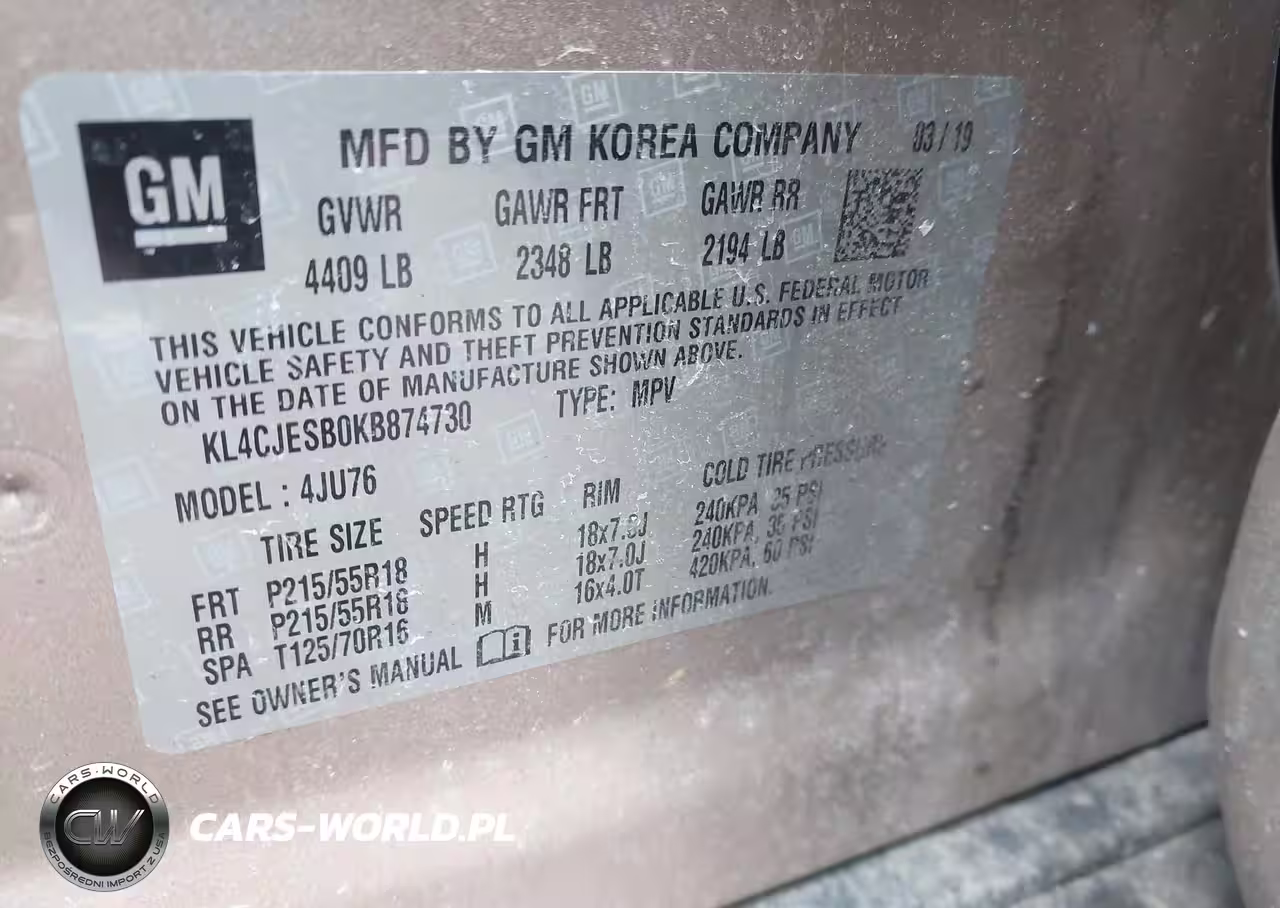 GM
MFD BY GM KOREA COMPANY 03/19
GVWR GAWR FRT GAWR RR
4409 LB 2348 LB 2194 LB
THIS VEHICLE CONFORMS TO ALL APPLICABLE U.S. FEDERAL MOTOR
VEHICLE SAFETY AND THEFT PREVENTION STANDARDS IN EFFECT
ON THE DATE OF MANUFACTURE SHOWN ABOVE.
KL4CJESB0KB874730 TYPE: MPV
MODEL : 4JU76
TIRE SIZE SPEED RTG RIM COLD TIRE PRESSURE
FRT P215/55R18 H 18x7.0J 240KPA, 35 PSI
RR P215/55R18 H 18x7.0J 240KPA, 35 PSI
SPA T125/70R16 M 16x4.0T 420KPA, 60 PSI
SEE OWNER'S MANUAL FOR MORE INFORMATION.
CARS-WORLD
CW
BEZPOŚREDNI IMPORT Z USA
CARS-WORLD.PL